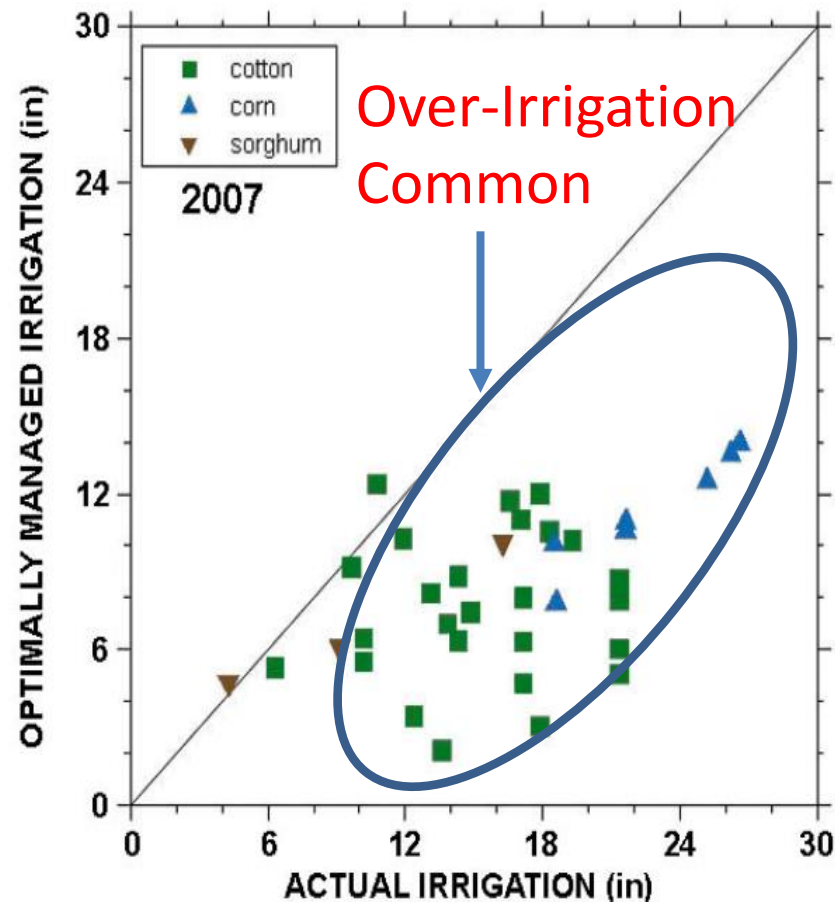 30
24
18
12
6
0
OPTIMALLY MANAGED IRRIGATION (in)
cotton
corn
sorghum
2007
Over-Irrigation
Common
0 6 12 18 24 30
ACTUAL IRRIGATION (in)